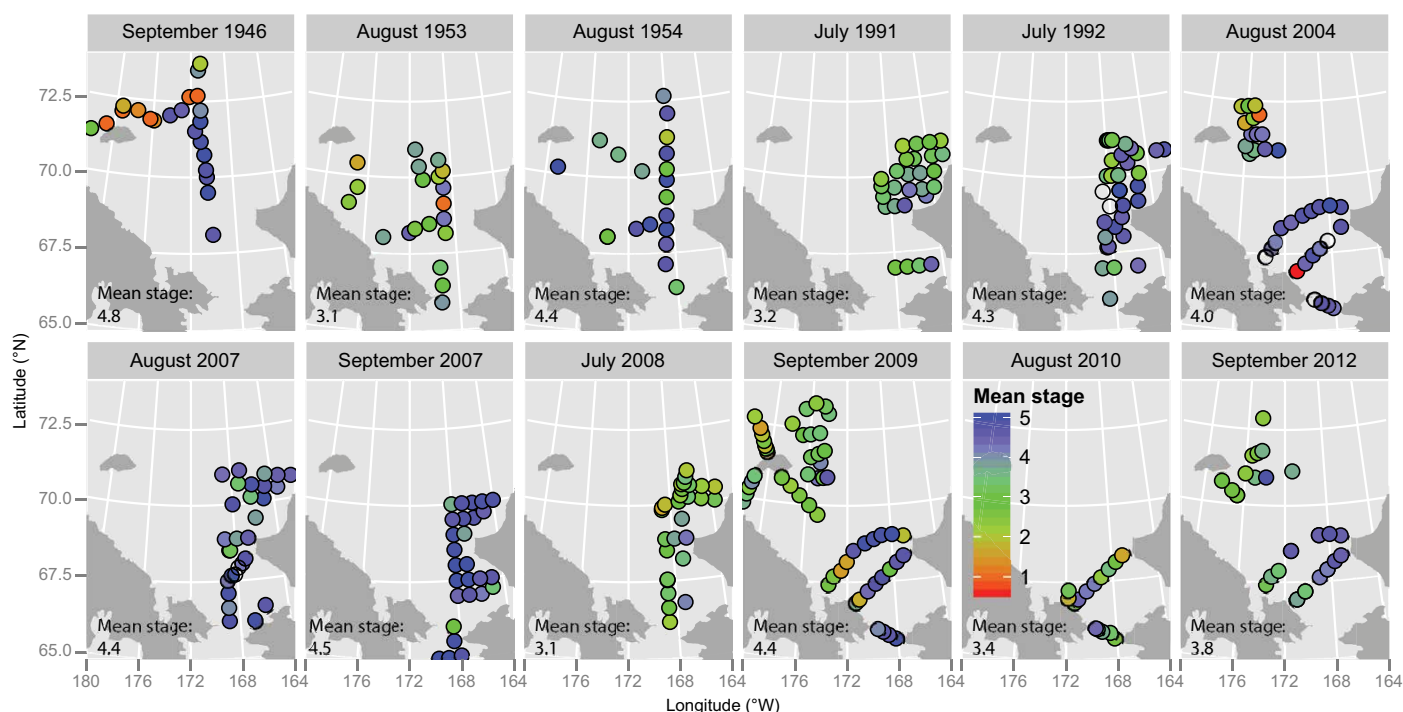 September 1946 August 1953 August 1954 July 1991 July 1992 August 2004
72.5
70.0
67.5
65.0
Mean stage: Mean stage: Mean stage: Mean stage: Mean stage: Mean stage:
4.8 3.1 4.4 3.2 4.3 4.0
Latitude (°N)
August 2007 September 2007 July 2008 September 2009 August 2010 September 2012
Mean stage
5
4
3
2
1
72.5
70.0
67.5
65.0
Mean stage: Mean stage: Mean stage: Mean stage: Mean stage: Mean stage:
4.4 4.5 3.1 4.4 3.4 3.8
180 176 172 168 164 176 172 168 164 176 172 168 164 176 172 168 164 172 168 164 176 172 168 164
Longitude (°W)